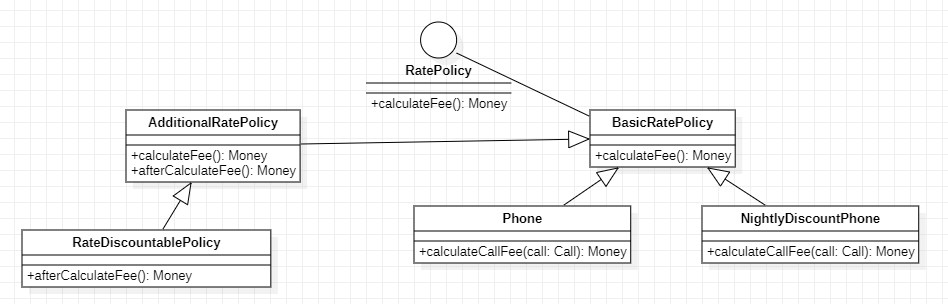 RatePolicy
+calculateFee(): Money
AdditionalRatePolicy
+calculateFee(): Money
+afterCalculateFee(): Money
BasicRatePolicy
+calculateFee(): Money
Phone
+calculateCallFee(call: Call): Money
NightlyDiscountPhone
+calculateCallFee(call: Call): Money
RateDiscountablePolicy
+afterCalculateFee(): Money